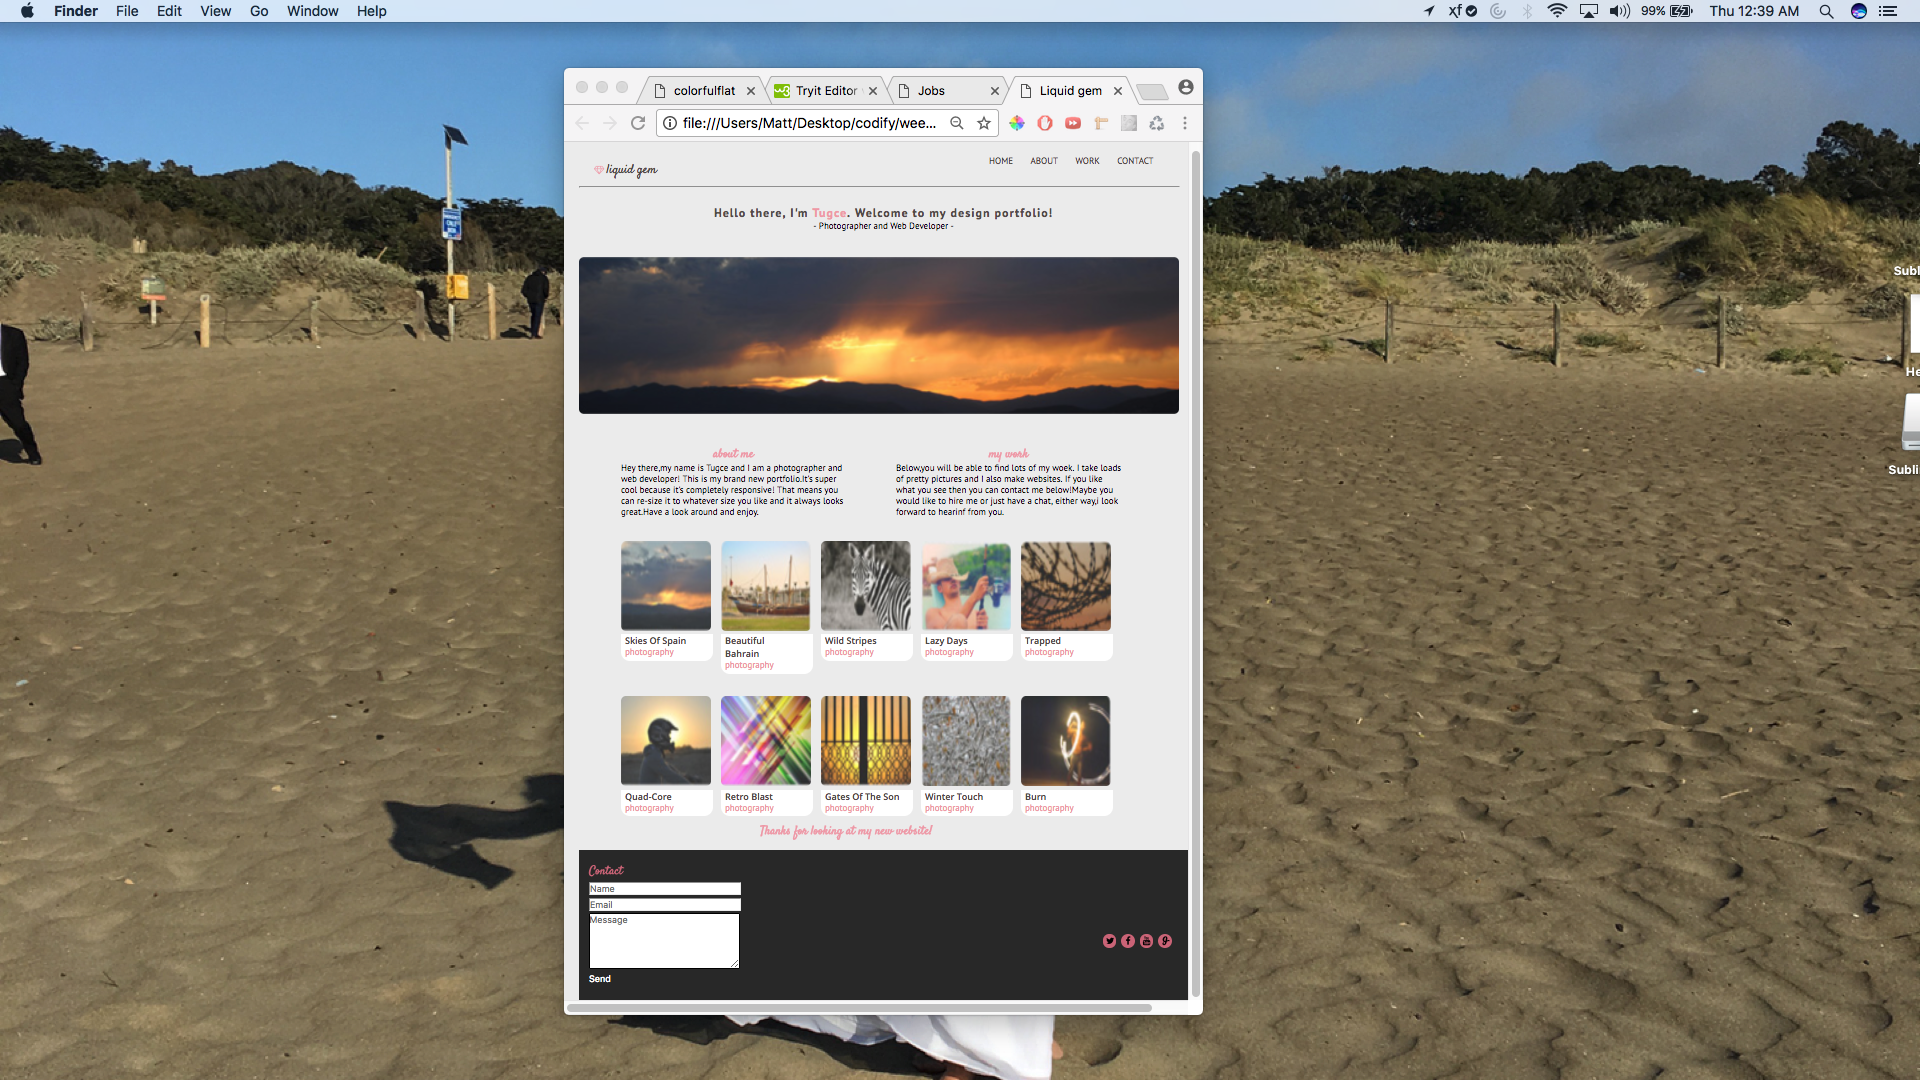 Finder File Edit View Go Window Help
99% Thu 12:39 AM
colorfulflat Tryit Editor Jobs Liquid gem
file:///Users/Matt/Desktop/codify/wee...
liquid gem
HOME ABOUT WORK CONTACT
Hello there, I'm Tugce. Welcome to my design portfolio!
- Photographer and Web Developer -
about me
Hey there,my name is Tugce and I am a photographer and
web developer! This is my brand new portfolio.It's super
cool because it's completely responsive! That means you
can re-size it to whatever size you like and it always looks
great.Have a look around and enjoy.
my work
Below,you will be able to find lots of my woek. I take loads
of pretty pictures and I also make websites. If you like
what you see then you can contact me below!Maybe you
would like to hire me or just have a chat, either way,i look
forward to hearinf from you.
Skies Of Spain
photography
Beautiful
Bahrain
photography
Wild Stripes
photography
Lazy Days
photography
Trapped
photography
Quad-Core
photography
Retro Blast
photography
Gates Of The Son
photography
Winter Touch
photography
Burn
photography
Thanks for looking at my new website!
Contact
Name
Email
Message
Send
Subl
He
Subli